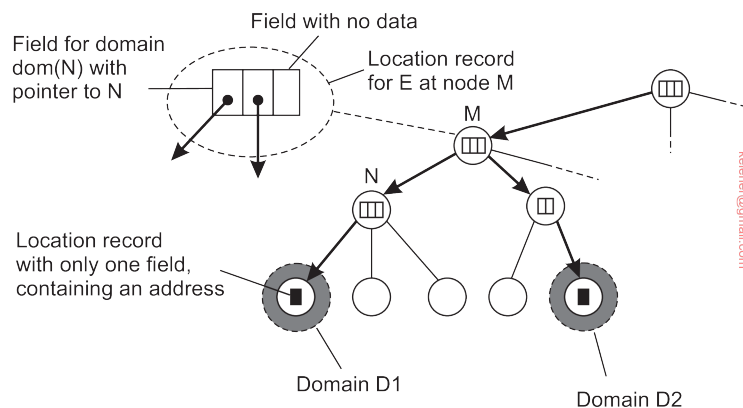 Field with no data
Field for domain
dom(N) with
pointer to N
Location record
for E at node M
M
N
Location record
with only one field,
containing an address
Domain D1
Domain D2